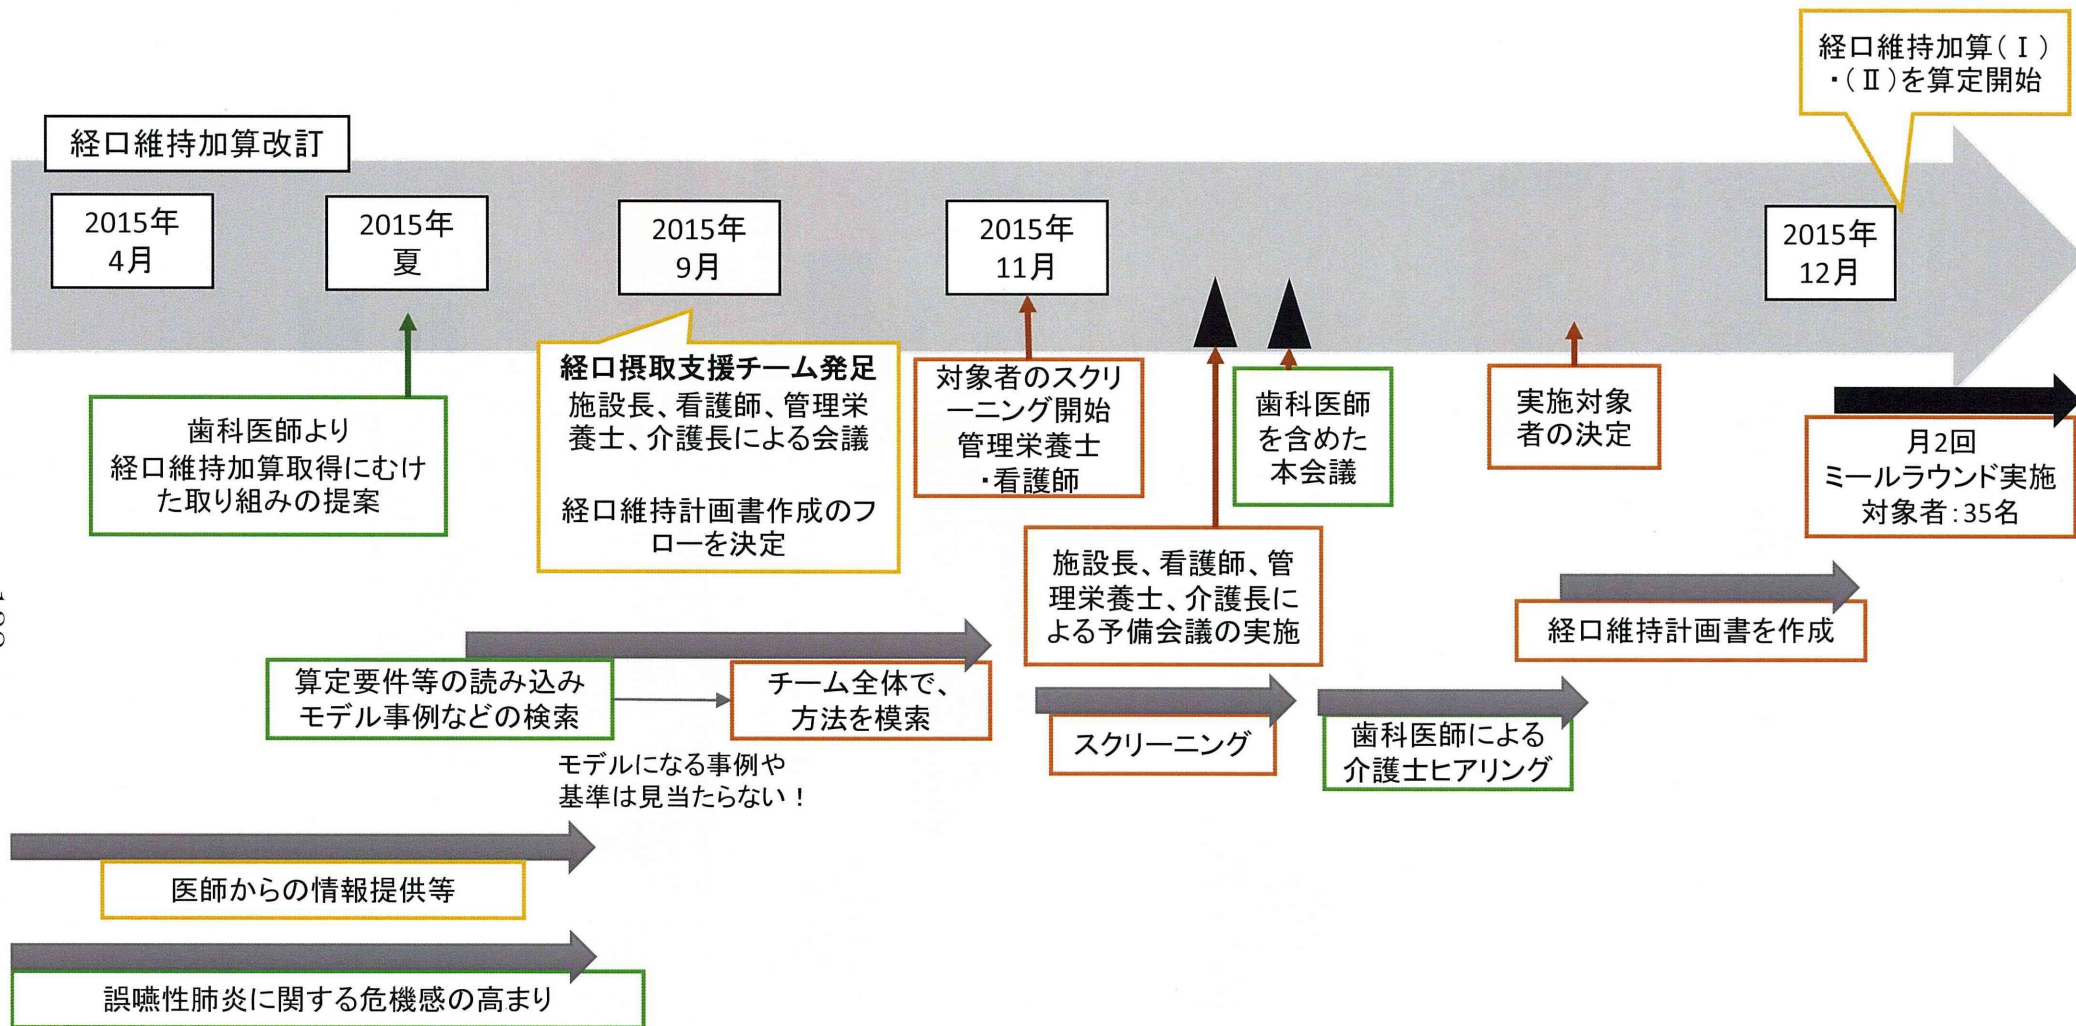 経口維持加算(Ⅰ)
・(Ⅱ)を算定開始
経口維持加算改訂
2015年
4月
2015年
夏
2015年
9月
2015年
11月
2015年
12月
歯科医師より
経口維持加算取得にむけ
た取り組みの提案
経口摂取支援チーム発足
施設長、看護師、管理栄
養士、介護長による会議
経口維持計画書作成のフ
ローを決定
対象者のスクリ
ーニング開始
管理栄養士
・看護師
歯科医師
を含めた
本会議
実施対象
者の決定
月2回
ミールラウンド実施
対象者:35名
施設長、看護師、管
理栄養士、介護長に
よる予備会議の実施
経口維持計画書を作成
算定要件等の読み込み
モデル事例などの検索
チーム全体で、
方法を模索
スクリーニング
歯科医師による
介護士ヒアリング
モデルになる事例や
基準は見当たらない！
医師からの情報提供等
誤嚥性肺炎に関する危機感の高まり